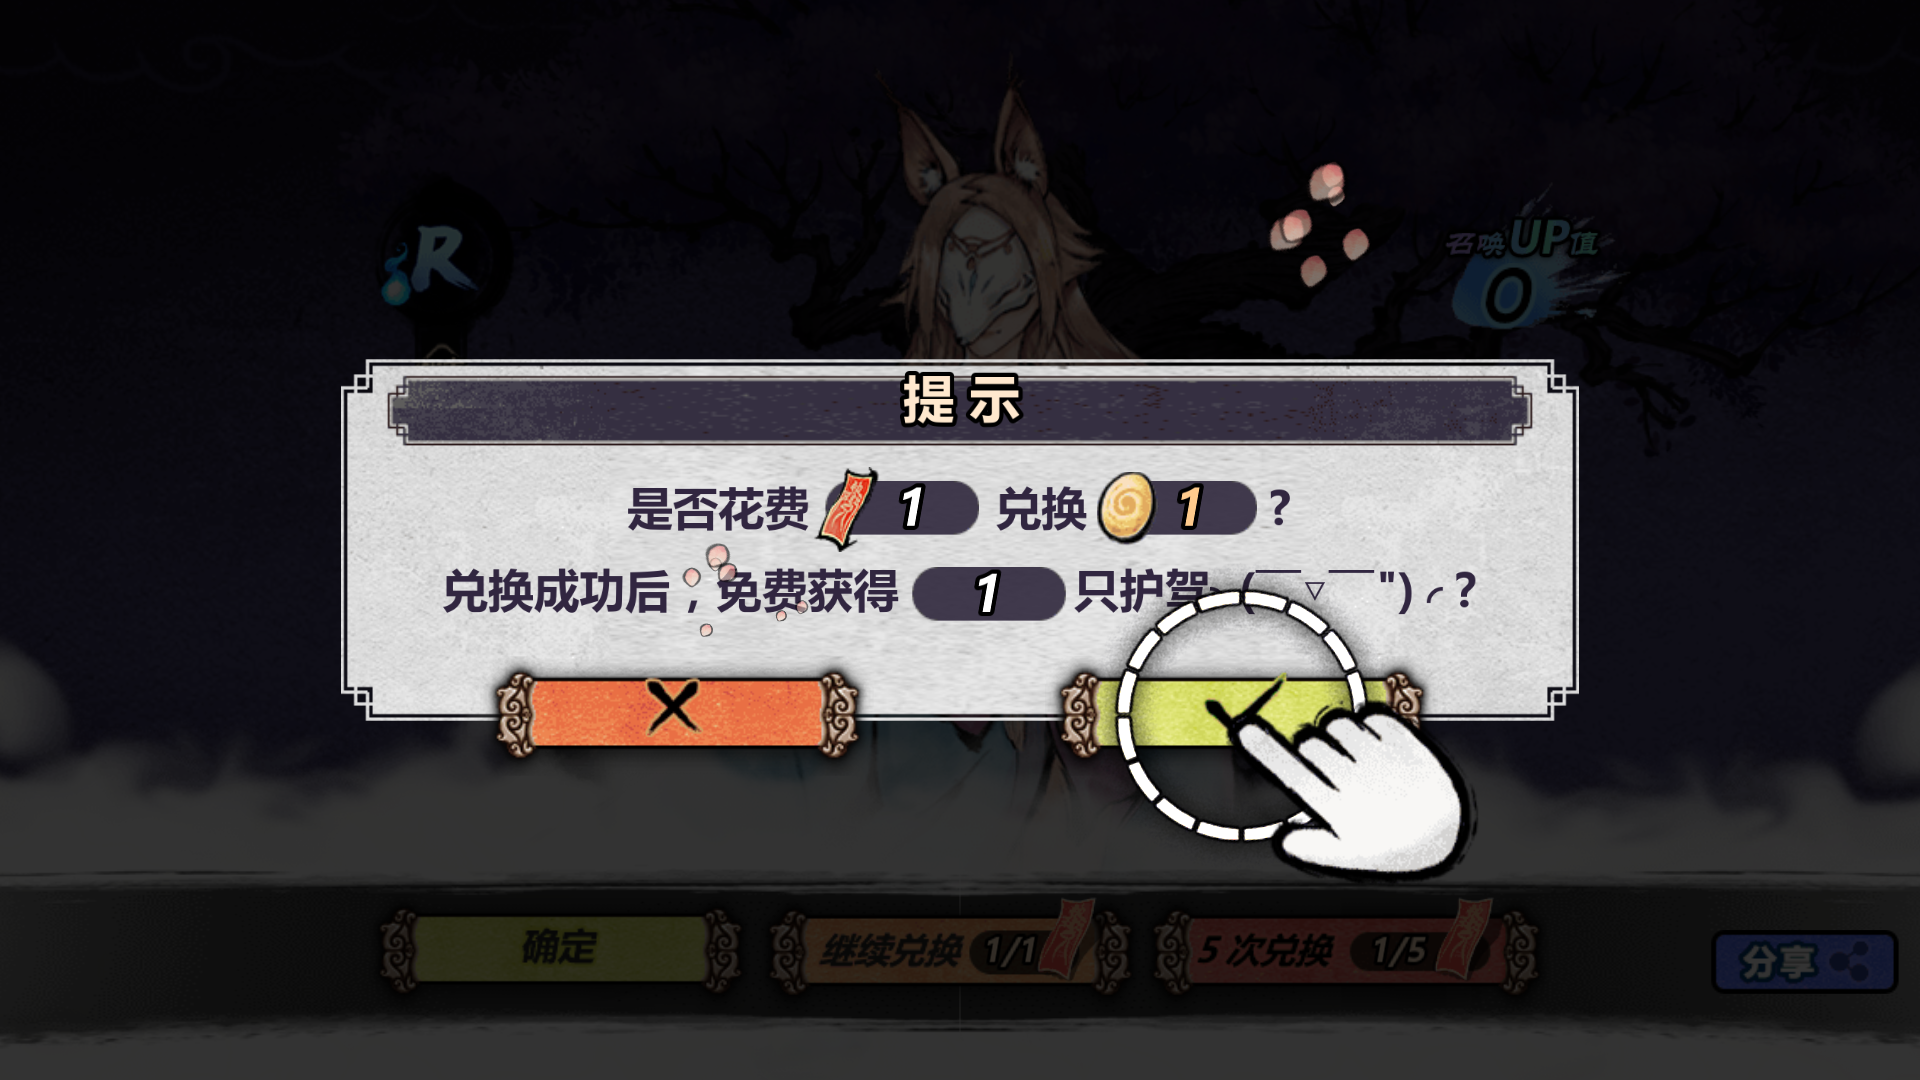 R
召唤UP值
0
提示
是否花费 1 兑换 1 ?
兑换成功后，免费获得 1 只护驾╮(￣▽￣")╭?
确定
继续兑换 1/1
5次兑换 1/5
分享